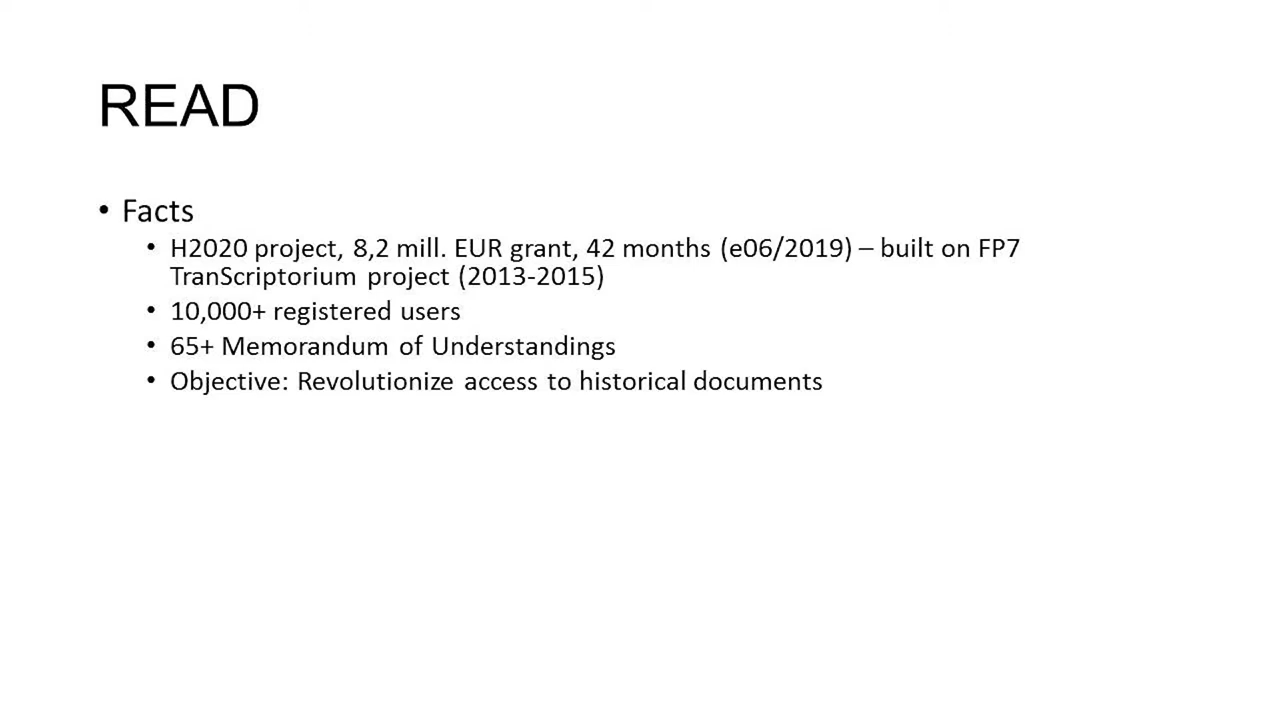 READ
• Facts
• H2020 project, 8,2 mill. EUR grant, 42 months (e06/2019) – built on FP7
TranScriptorium project (2013-2015)
• 10,000+ registered users
• 65+ Memorandum of Understandings
• Objective: Revolutionize access to historical documents